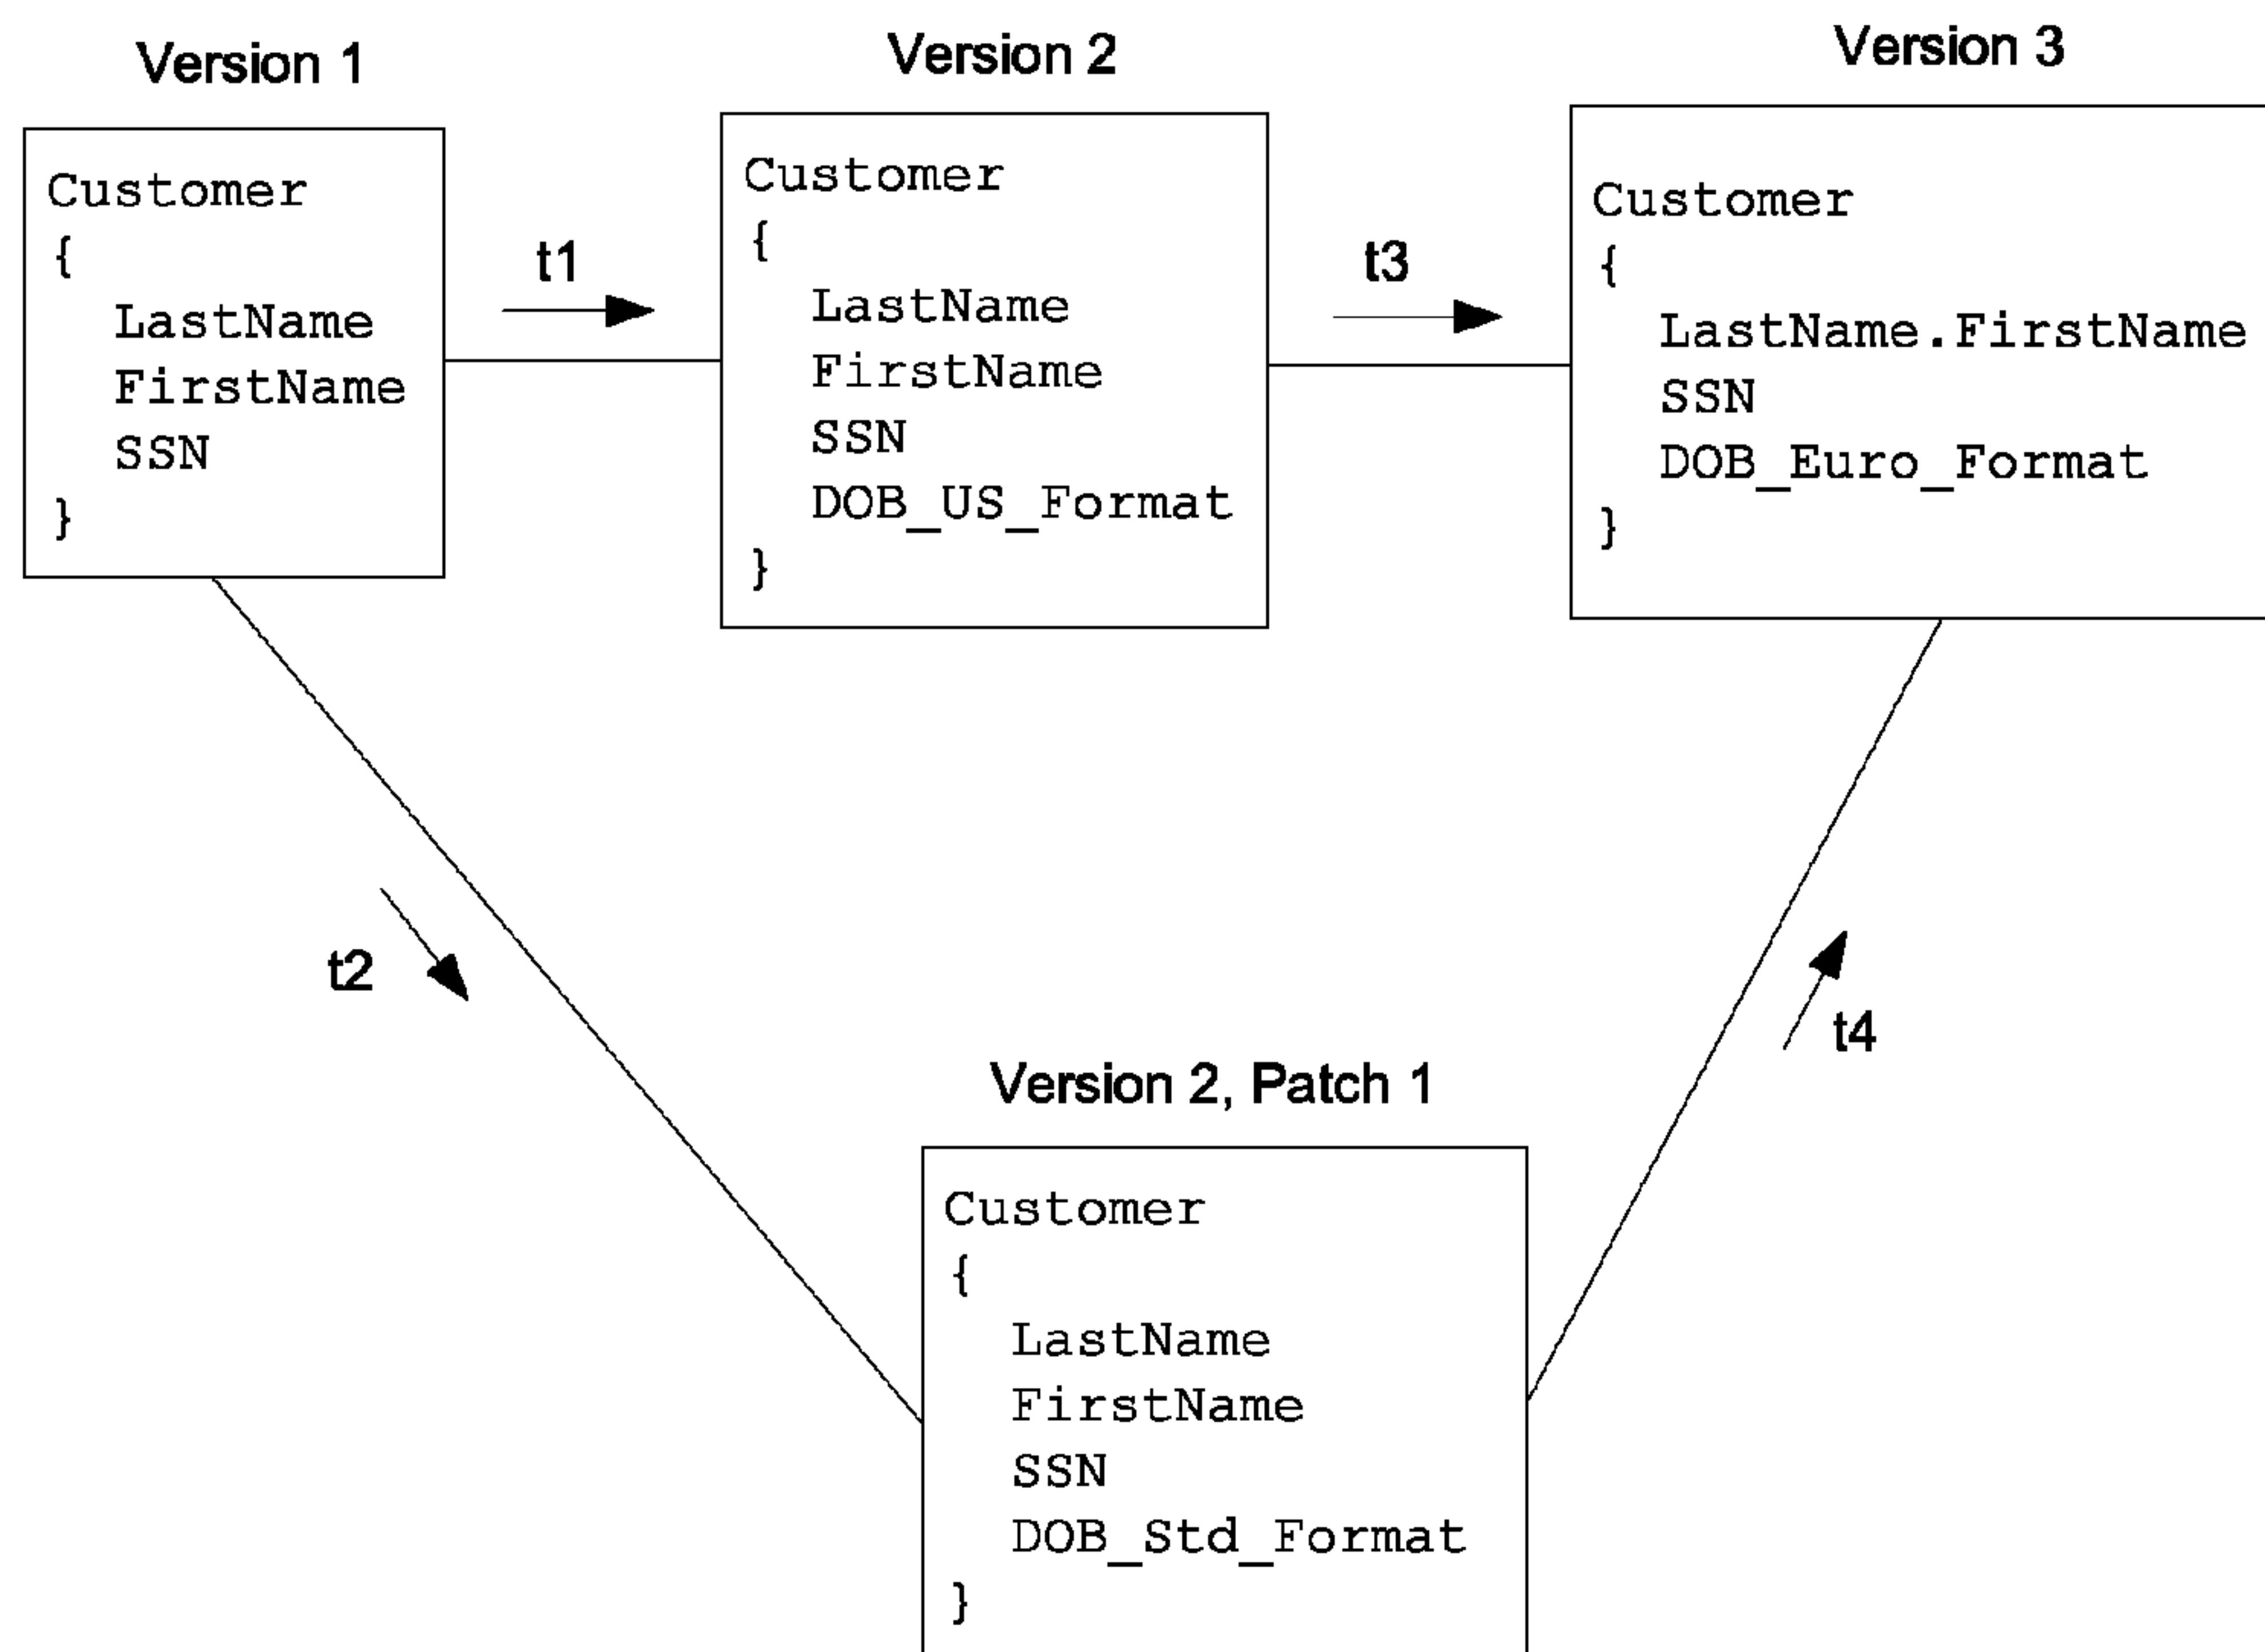 Version 1
Customer
{
LastName
FirstName
SSN
}
t1
Version 2
Customer
{
LastName
FirstName
SSN
DOB_US_Format
}
t3
Version 3
Customer
{
LastName.FirstName
SSN
DOB_Euro_Format
}
t2
t4
Version 2, Patch 1
Customer
{
LastName
FirstName
SSN
DOB_Std_Format
}